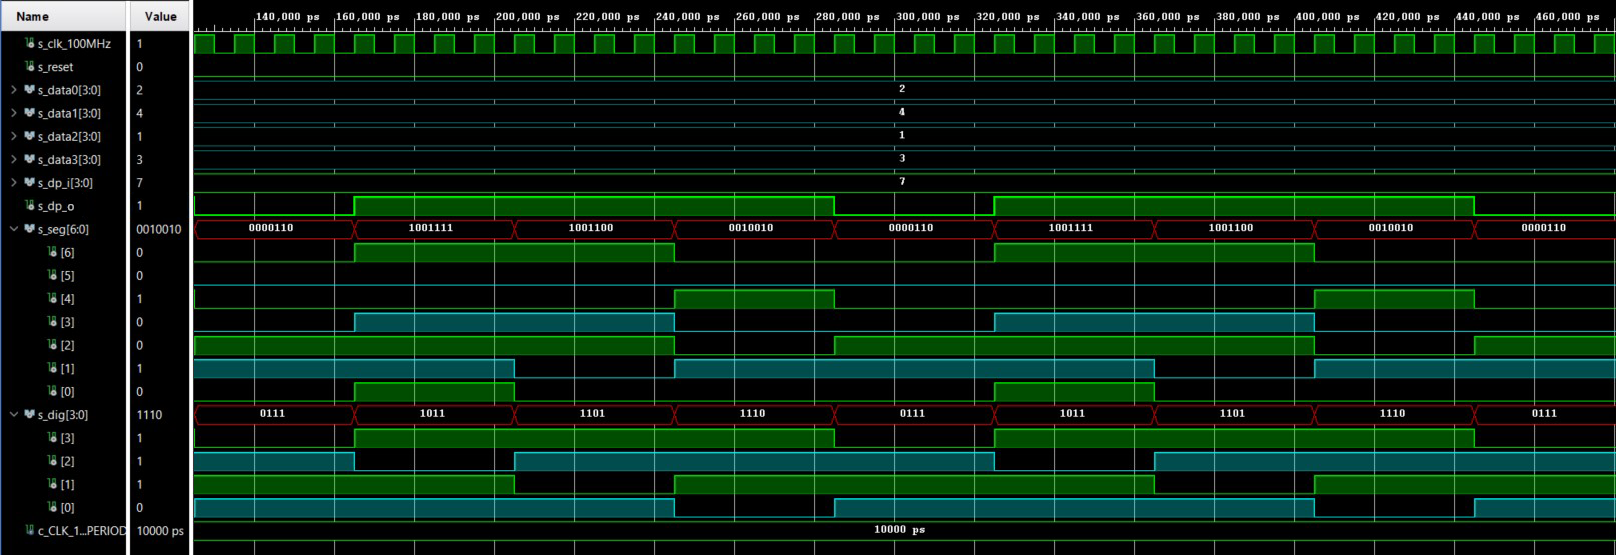 Name Value 140,000 ps 160,000 ps 180,000 ps 200,000 ps 220,000 ps 240,000 ps 260,000 ps 280,000 ps 300,000 ps 320,000 ps 340,000 ps 360,000 ps 380,000 ps 400,000 ps 420,000 ps 440,000 ps 460,000 ps
s_clk_100MHz 1
s_reset 0
s_data0[3:0] 2 2
s_data1[3:0] 4 4
s_data2[3:0] 1 1
s_data3[3:0] 3 3
s_dp_i[3:0] 7 7
s_dp_o 1
s_seg[6:0] 0010010 0000110 1001111 1001100 0010010 0000110 1001111 1001100 0010010 0000110
[6] 0
[5] 0
[4] 1
[3] 0
[2] 0
[1] 1
[0] 0
s_dig[3:0] 1110 0111 1011 1101 1110 0111 1011 1101 1110 0111
[3] 1
[2] 1
[1] 1
[0] 0
c_CLK_1...PERIOD 10000 ps 10000 ps